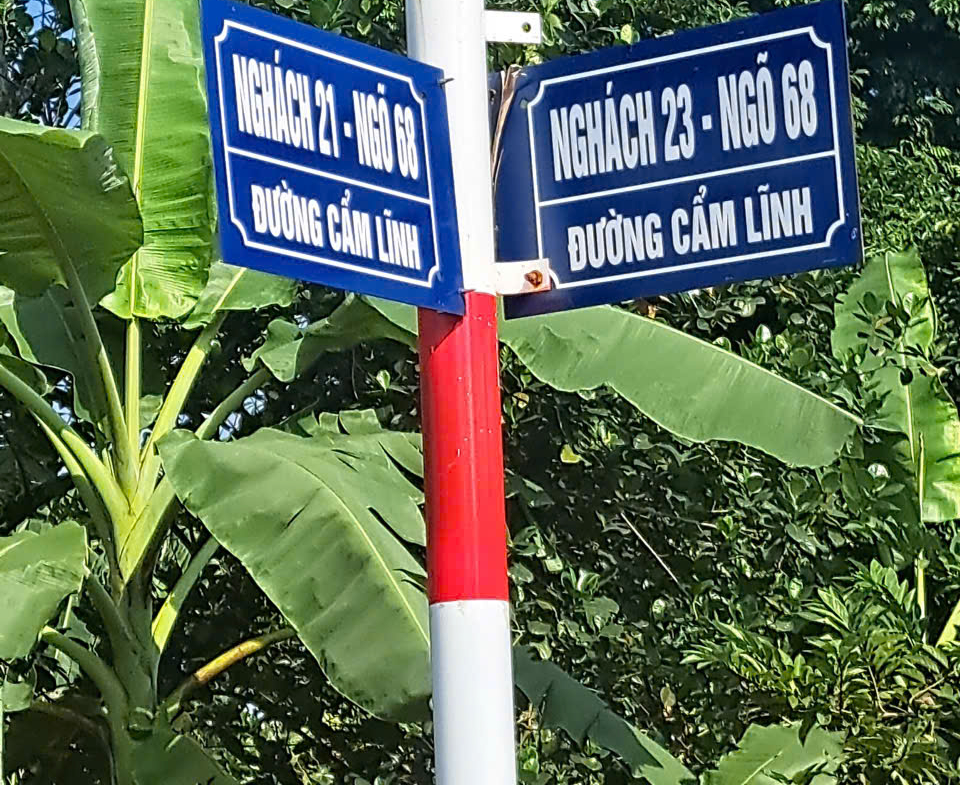 NGHÁCH 21 - NGÕ 68
ĐƯỜNG CẨM LĨNH
NGHÁCH 23 - NGÕ 68
ĐƯỜNG CẨM LĨNH